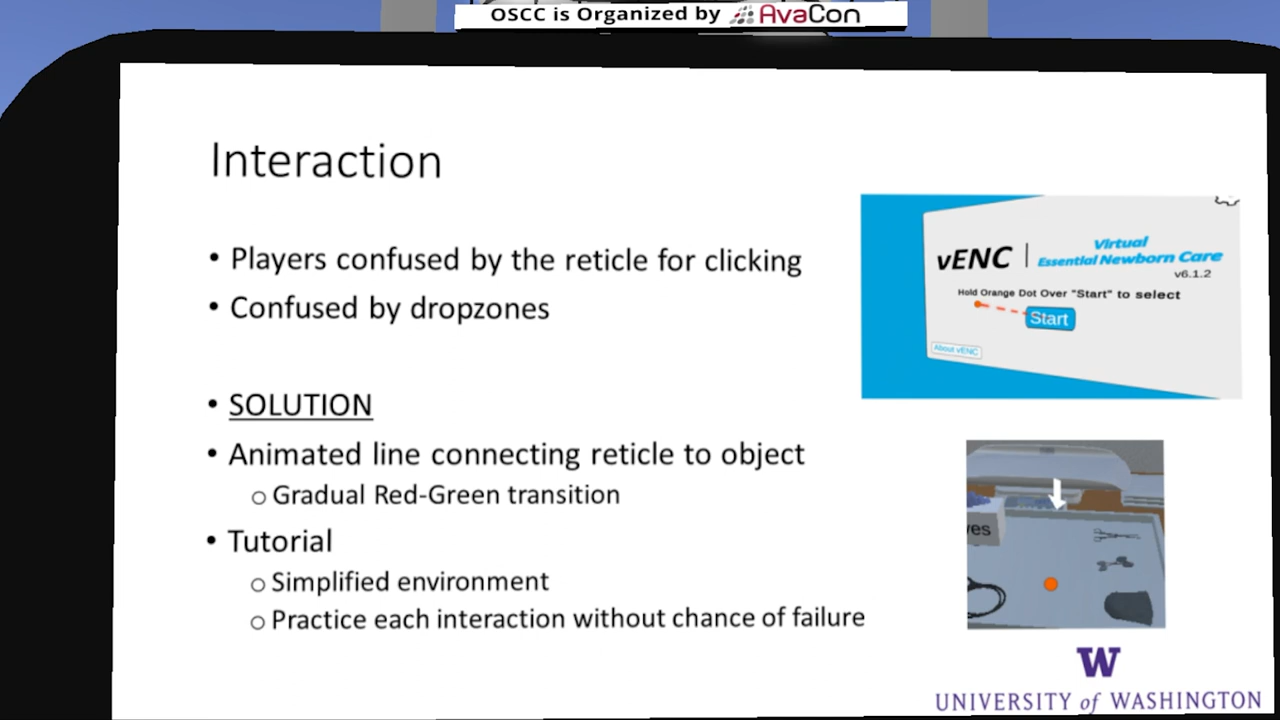 OSCC is Organized by AvaCon
Interaction
• Players confused by the reticle for clicking
• Confused by dropzones
• SOLUTION
• Animated line connecting reticle to object
○ Gradual Red-Green transition
• Tutorial
○ Simplified environment
○ Practice each interaction without chance of failure
vENC | Virtual
Essential Newborn Care
v6.1.2
Hold Orange Dot Over "Start" to select
Start
About vENC
ves
W
UNIVERSITY of WASHINGTON